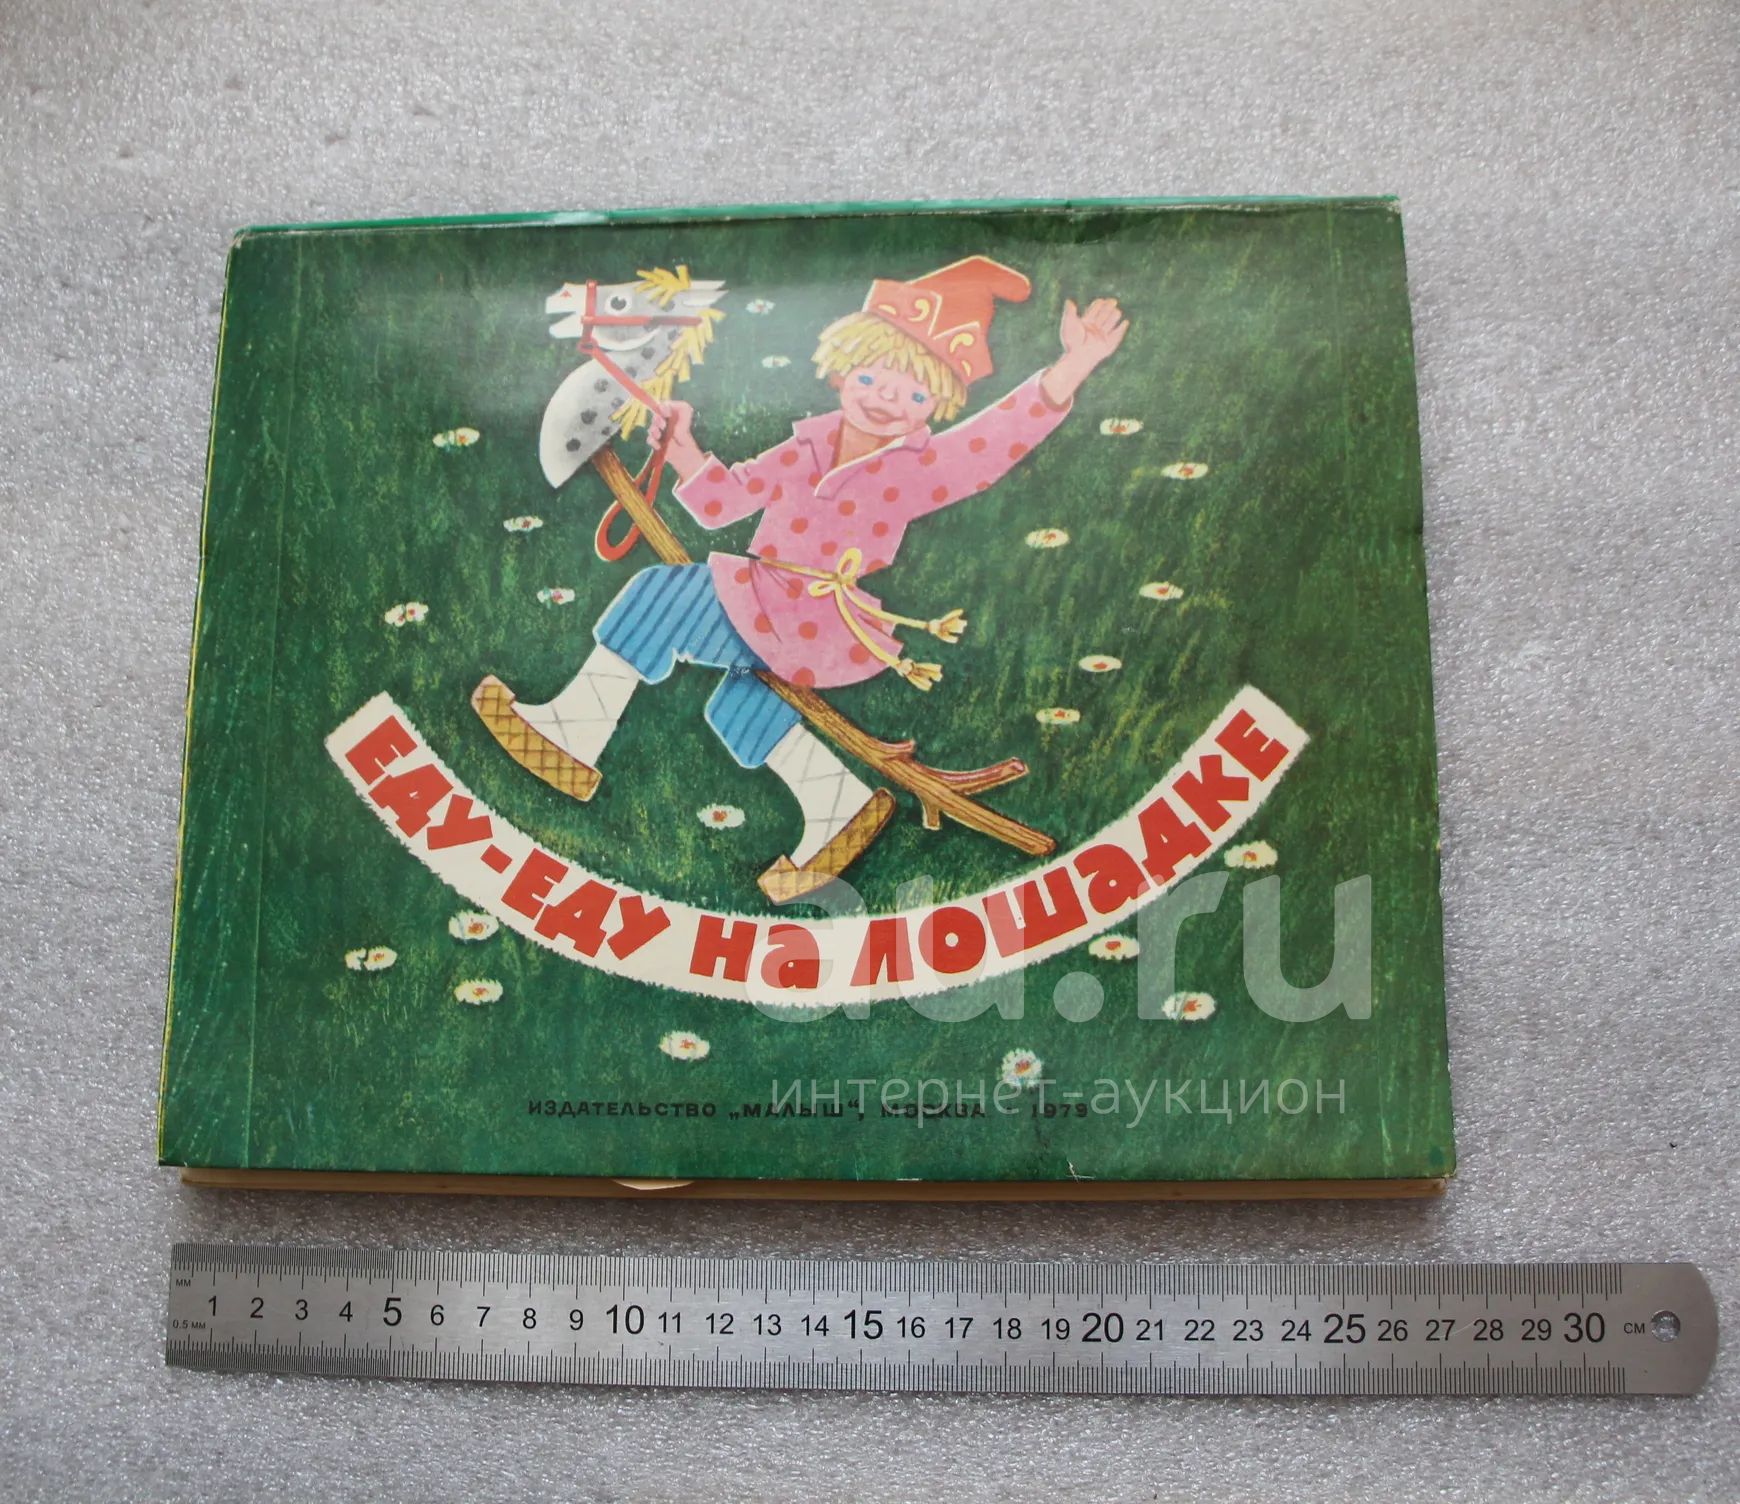 ЕДУ-ЕДУ На ЛОШаДКЕ
au.ru
интернет-аукцион
ИЗДАТЕЛЬСТВО „МАЛЫШ“, МОСКВА - 1979
мм
1 2 3 4 5 6 7 8 9 10 11 12 13 14 15 16 17 18 19 20 21 22 23 24 25 26 27 28 29 30 см
0.5 мм